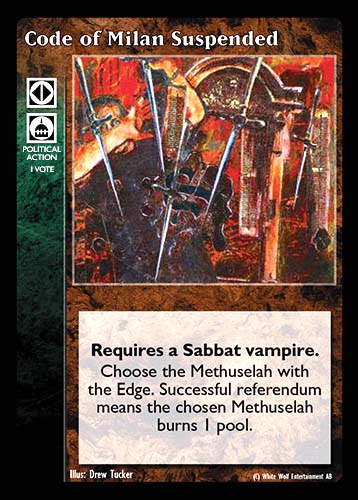 Code of Milan Suspended
POLITICAL
ACTION
1 VOTE
Requires a Sabbat vampire.
Choose the Methuselah with
the Edge. Successful referendum
means the chosen Methuselah
burns 1 pool.
Illus: Drew Tucker
(C) White Wolf Entertainment AB